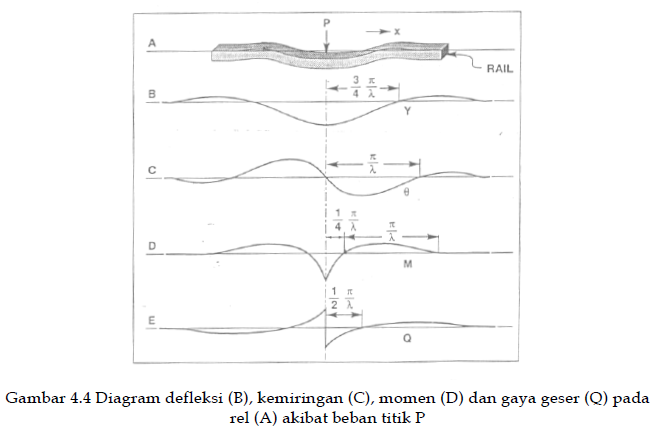 P
x
A
RAIL
3/4 π/λ
B
Y
π/λ
C
θ
1/4 π/λ
π/λ
D
M
1/2 π/λ
E
Q
Gambar 4.4 Diagram defleksi (B), kemiringan (C), momen (D) dan gaya geser (Q) pada
rel (A) akibat beban titik P